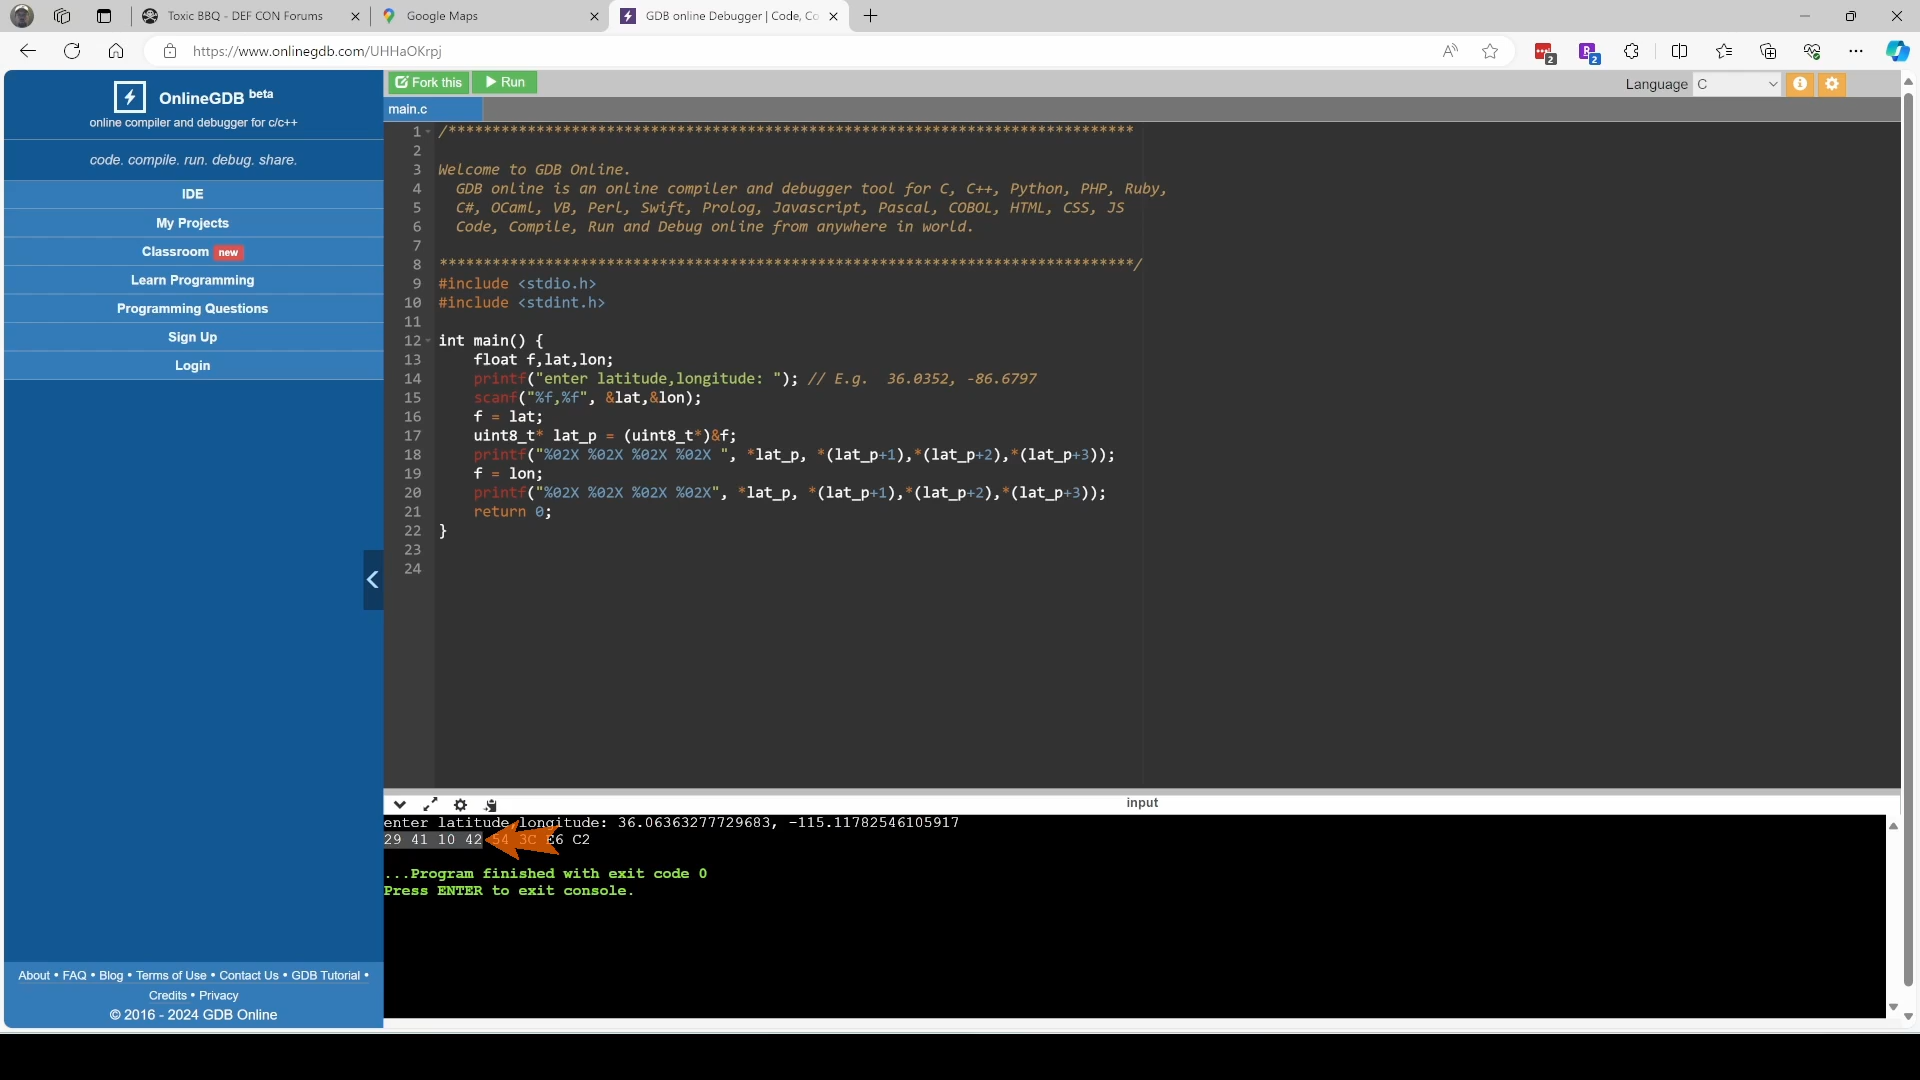 Toxic BBQ - DEF CON Forums
Google Maps
GDB online Debugger | Code, Co
https://www.onlinegdb.com/UHHaOKrpj
2
2
OnlineGDB beta
online compiler and debugger for c/c++
code. compile. run. debug. share.
IDE
My Projects
Classroom new
Learn Programming
Programming Questions
Sign Up
Login
About • FAQ • Blog • Terms of Use • Contact Us • GDB Tutorial •
Credits • Privacy
© 2016 - 2024 GDB Online
Fork this
Run
Language C
main.c
1 /******************************************************************************
2
3 Welcome to GDB Online.
4 GDB online is an online compiler and debugger tool for C, C++, Python, PHP, Ruby,
5 C#, OCaml, VB, Perl, Swift, Prolog, Javascript, Pascal, COBOL, HTML, CSS, JS
6 Code, Compile, Run and Debug online from anywhere in world.
7
8 *******************************************************************************/
9 #include <stdio.h>
10 #include <stdint.h>
11
12 int main() {
13 float f,lat,lon;
14 printf("enter latitude,longitude: "); // E.g. 36.0352, -86.6797
15 scanf("%f,%f", &lat,&lon);
16 f = lat;
17 uint8_t* lat_p = (uint8_t*)&f;
18 printf("%02X %02X %02X %02X ", *lat_p, *(lat_p+1),*(lat_p+2),*(lat_p+3));
19 f = lon;
20 printf("%02X %02X %02X %02X", *lat_p, *(lat_p+1),*(lat_p+2),*(lat_p+3));
21 return 0;
22 }
23
24
input
enter latitude,longitude: 36.06363277729683, -115.11782546105917
29 41 10 42 54 3C E6 C2
...Program finished with exit code 0
Press ENTER to exit console.